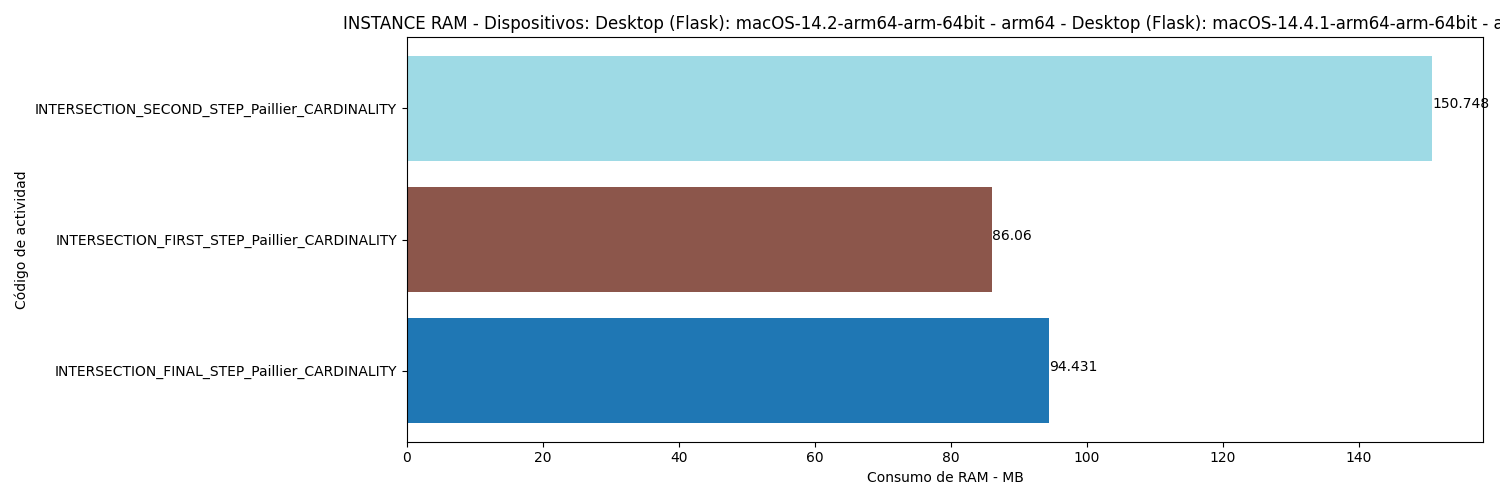 INSTANCE RAM - Dispositivos: Desktop (Flask): macOS-14.2-arm64-arm-64bit - arm64 - Desktop (Flask): macOS-14.4.1-arm64-arm-64bit - a
INTERSECTION_SECOND_STEP_Paillier_CARDINALITY
150.748
INTERSECTION_FIRST_STEP_Paillier_CARDINALITY
86.06
INTERSECTION_FINAL_STEP_Paillier_CARDINALITY
94.431
Código de actividad
0 20 40 60 80 100 120 140
Consumo de RAM - MB